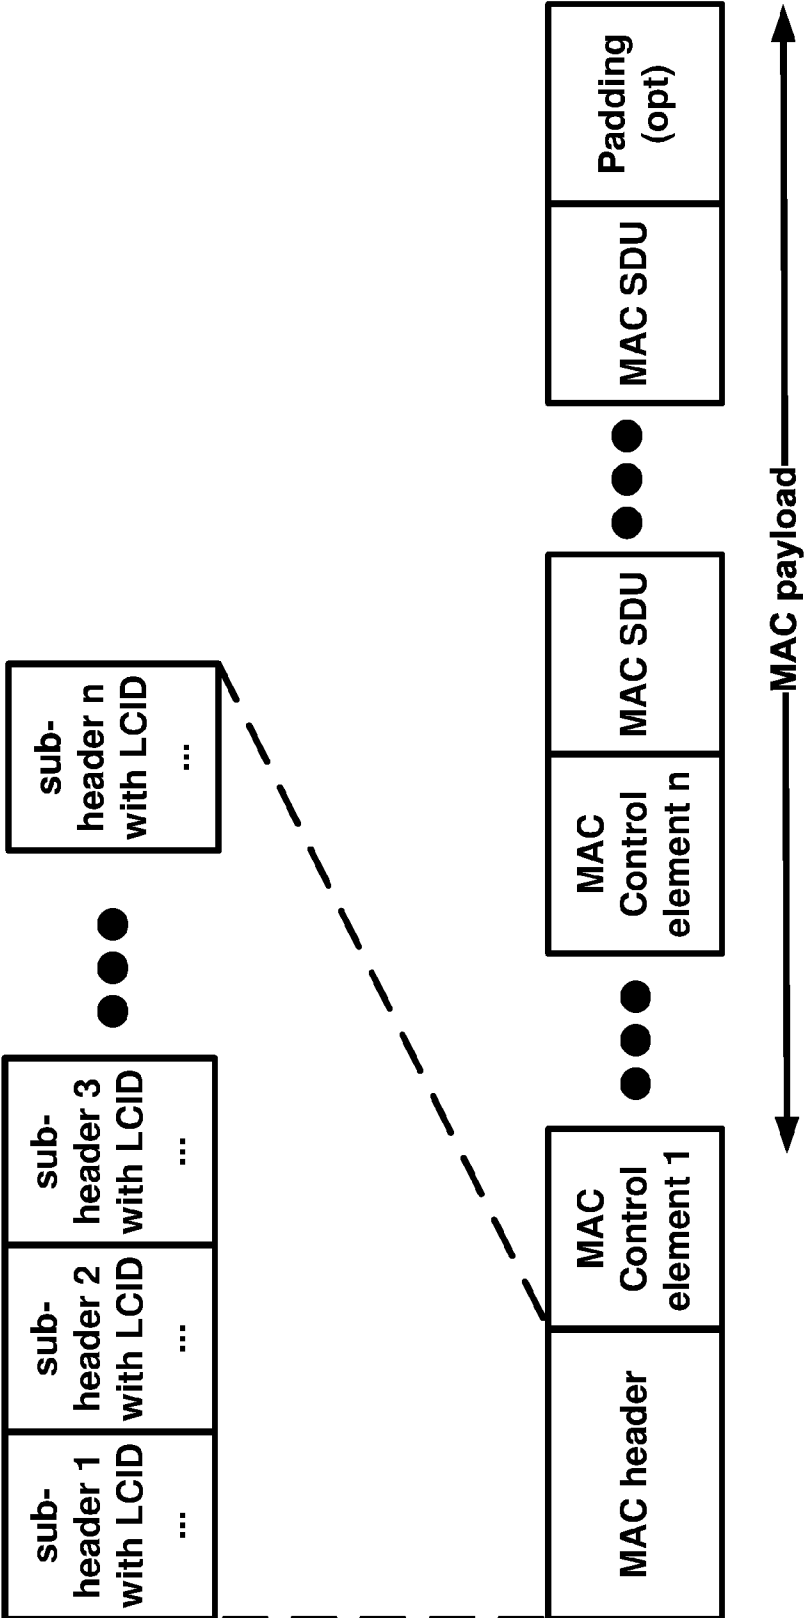 sub-
header 1
with LCID
...
sub-
header 2
with LCID
...
sub-
header 3
with LCID
...
sub-
header n
with LCID
...
MAC header
MAC
Control
element 1
MAC
Control
element n
MAC SDU
MAC SDU
Padding
(opt)
MAC payload